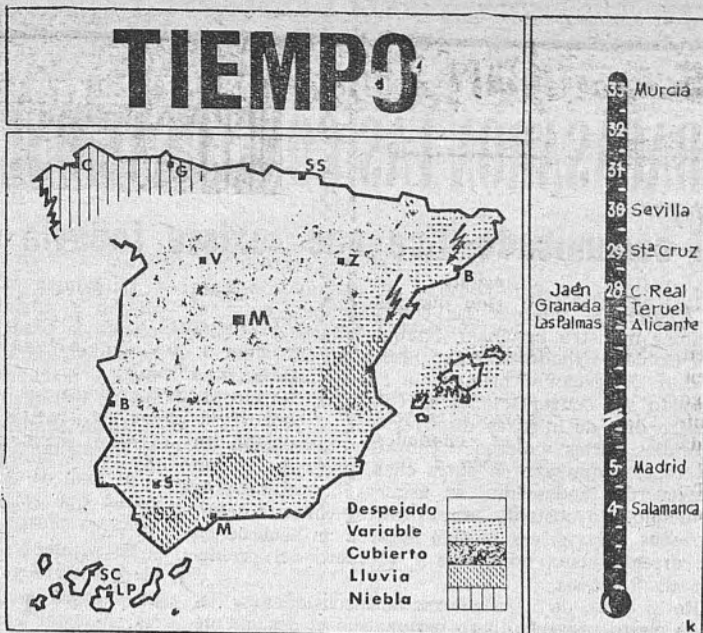 TIEMPO
C
G
SS
V
Z
B
M
PM
B
S
M
SC
LP
Despejado
Variable
Cubierto
Lluvia
Niebla
33 Murcia
32
31
30 Sevilla
29 Stª Cruz
Jaén 28 C. Real
Granada Teruel
Las Palmas Alicante
5 Madrid
4 Salamanca
k